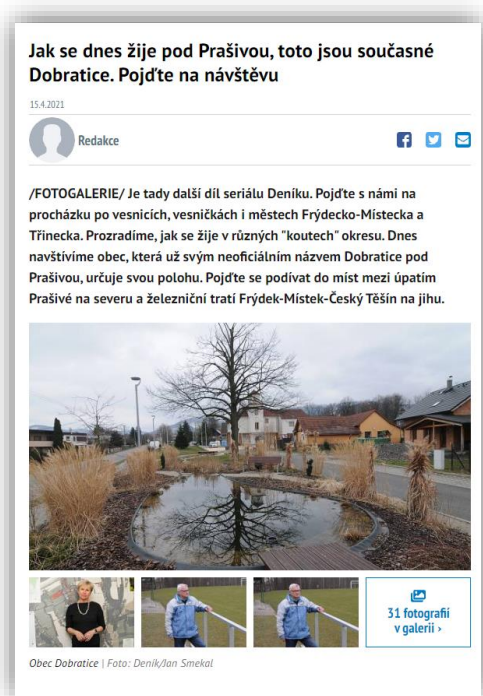 Jak se dnes žije pod Prašivou, toto jsou současné
Dobratice. Pojďte na návštěvu
15.4.2021
Redakce
/FOTOGALERIE/ Je tady další díl seriálu Deníku. Pojďte s námi na
procházku po vesnicích, vesničkách i městech Frýdecko-Místecka a
Třinecka. Prozradíme, jak se žije v různých "koutech" okresu. Dnes
navštívíme obec, která už svým neoficiálním názvem Dobratice pod
Prašivou, určuje svou polohu. Pojďte se podívat do míst mezi úpatím
Prašivé na severu a železniční tratí Frýdek-Místek-Český Těšín na jihu.
31 fotografií
v galerii ›
Obec Dobratice | Foto: Deník/Jan Smekal